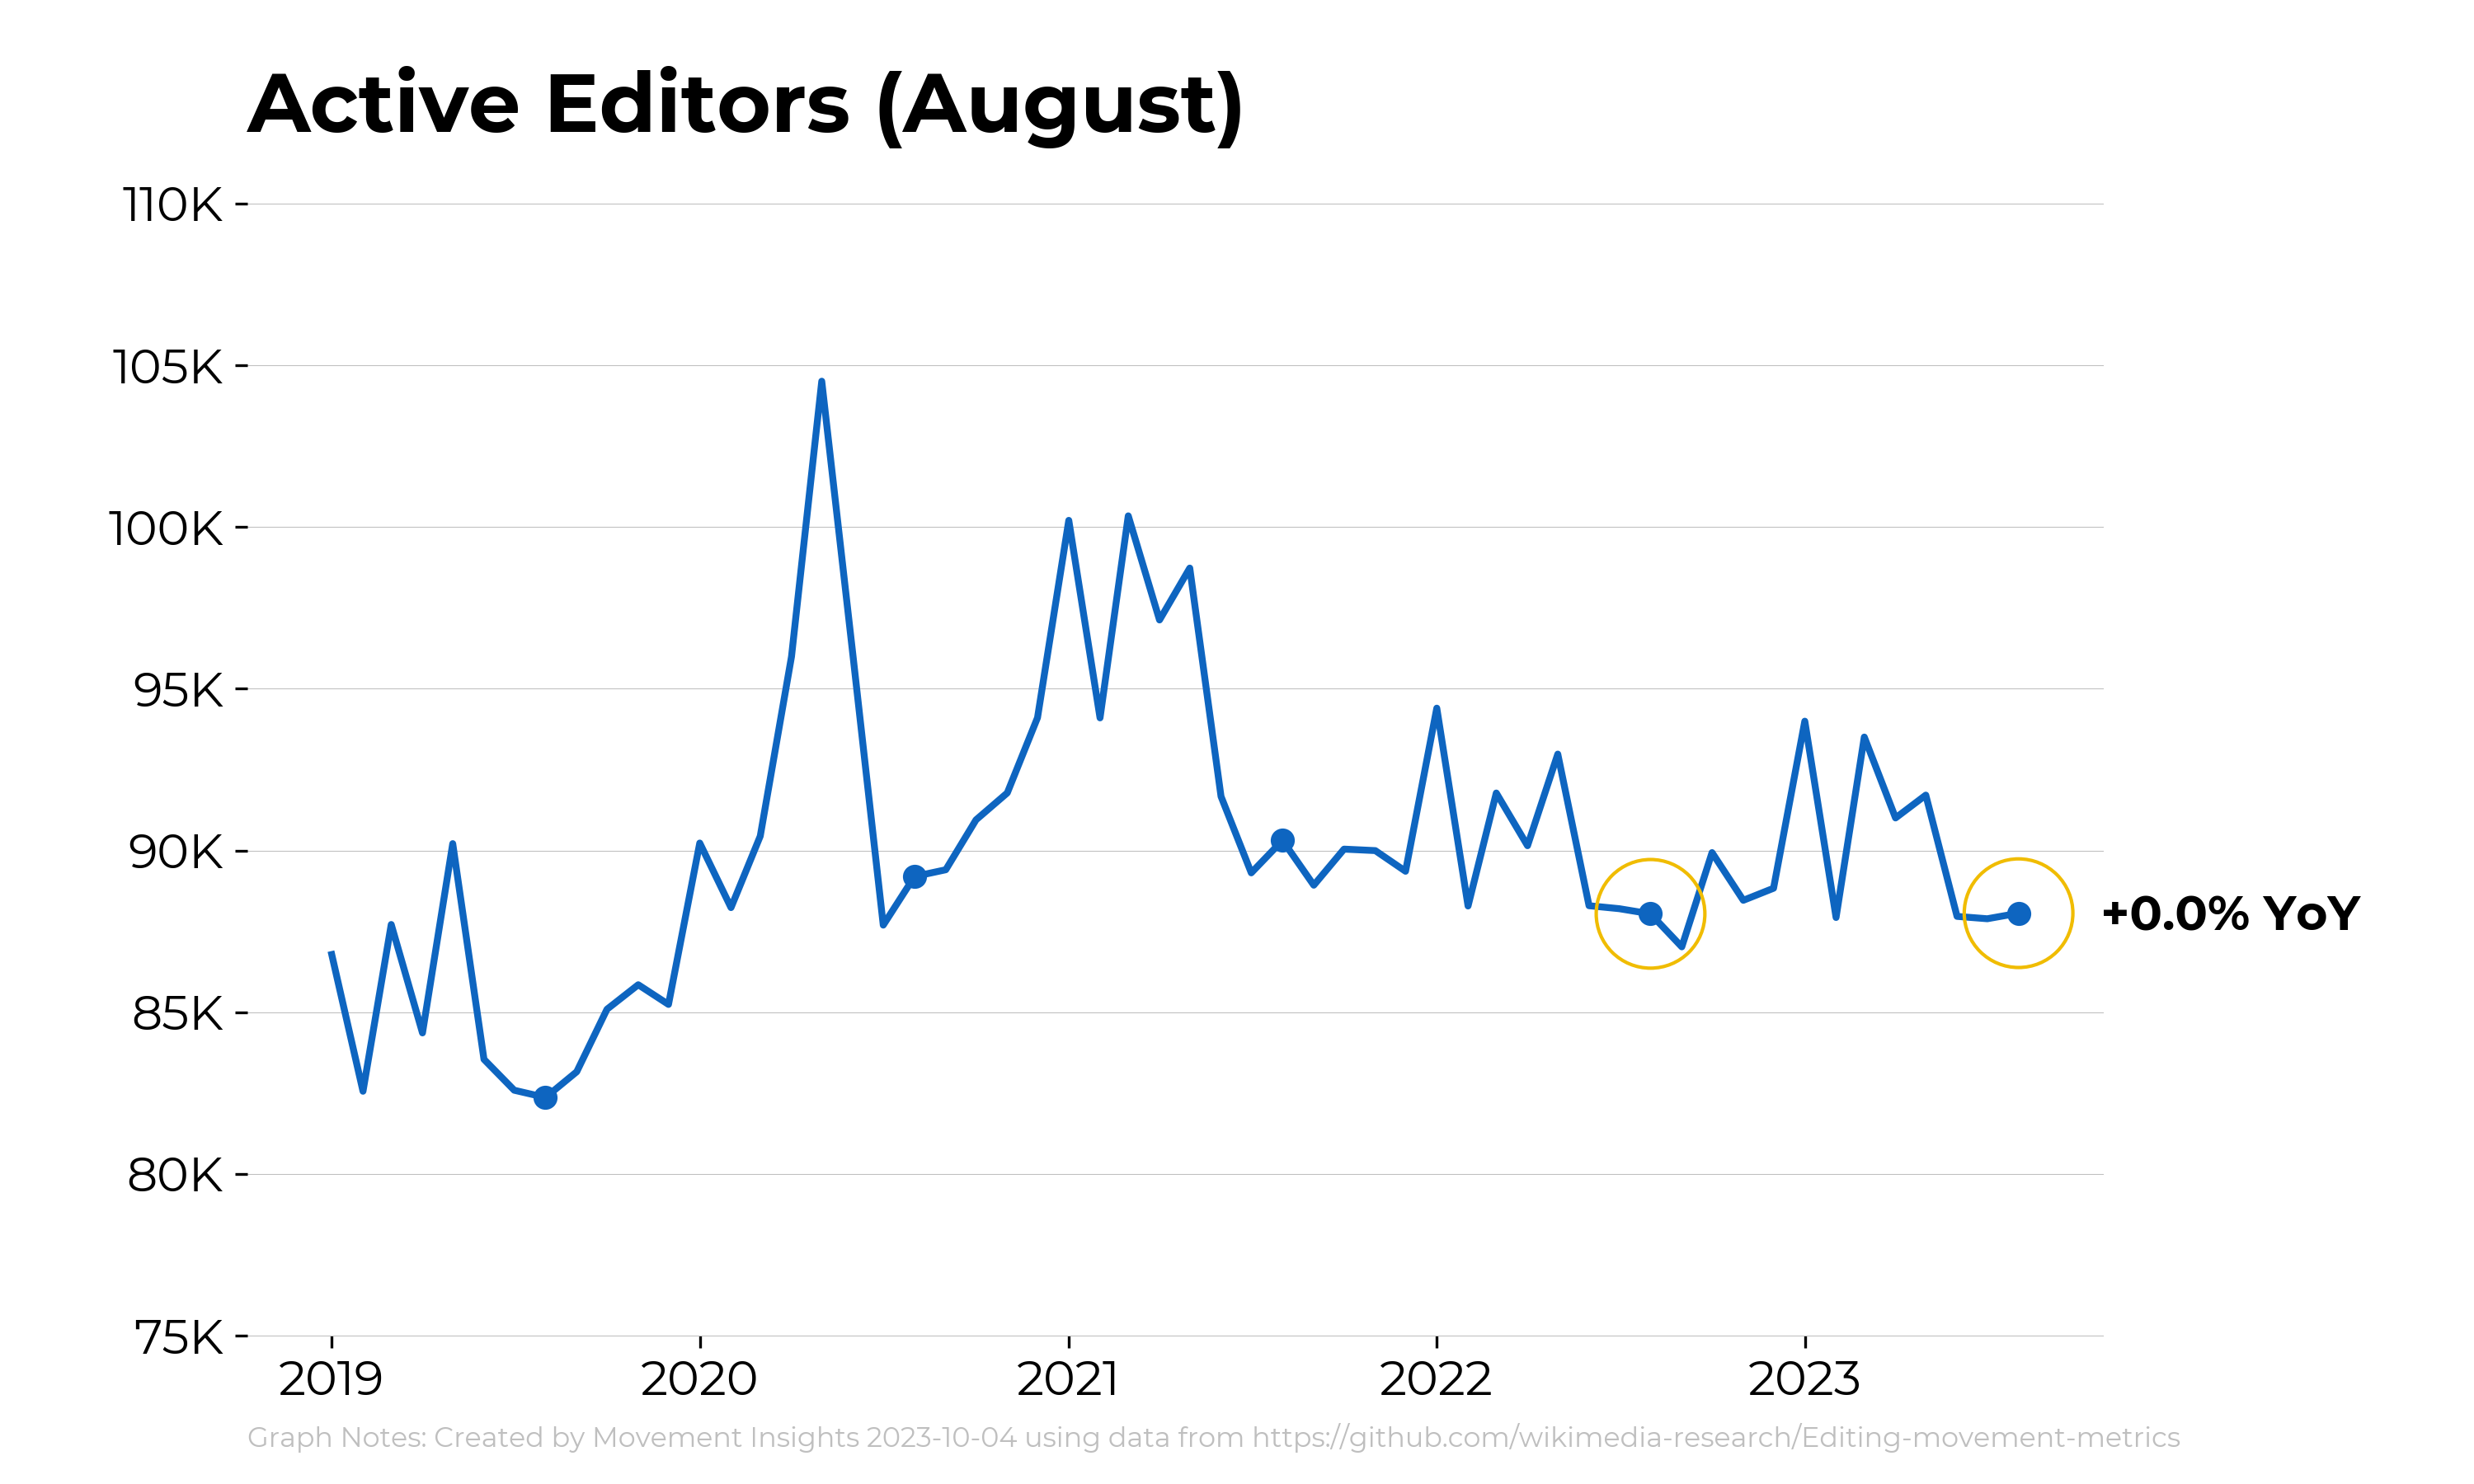 Active Editors (August)
110K
105K
100K
95K
90K
+0.0% YoY
85K
80K
75K
2019 2020 2021 2022 2023
Graph Notes: Created by Movement Insights 2023-10-04 using data from https://github.com/wikimedia-research/Editing-movement-metrics